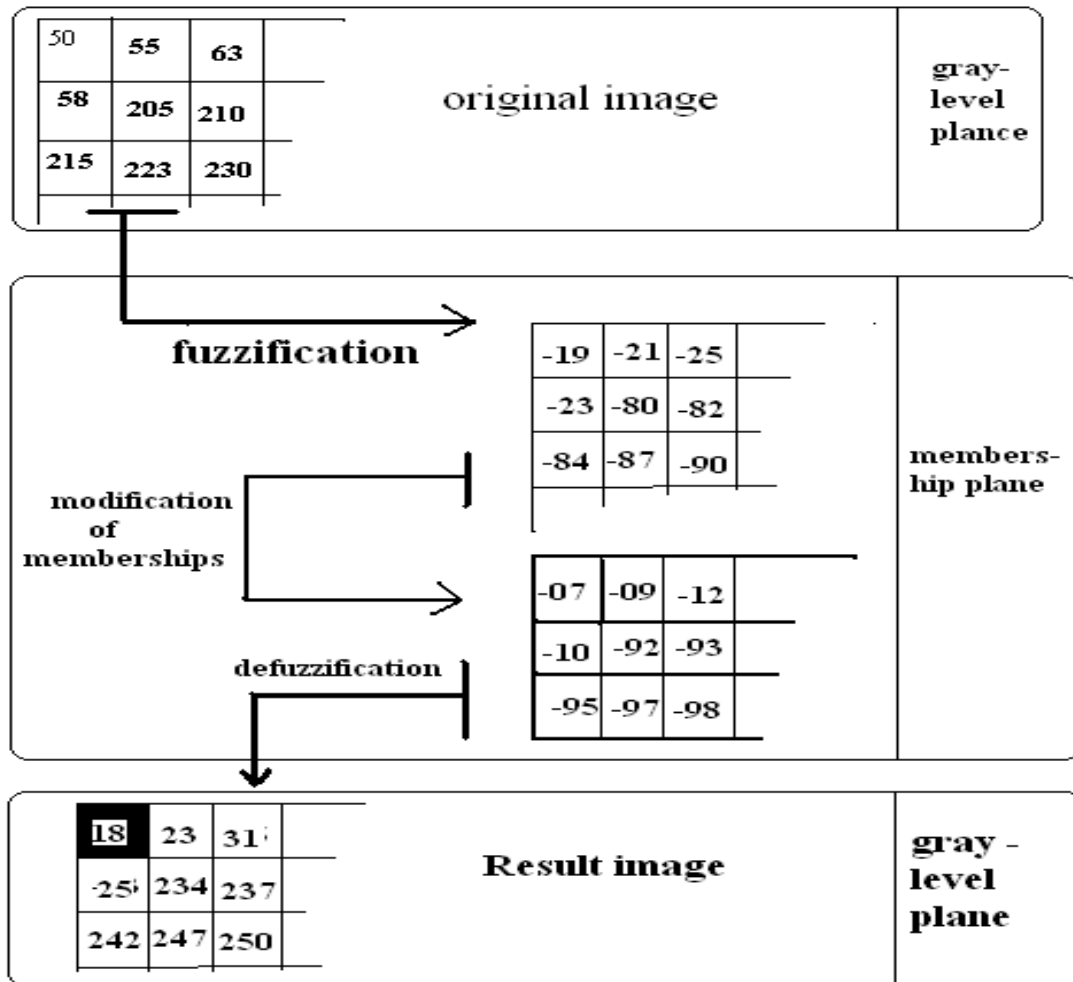 50 55 63
58 205 210
215 223 230
original image
gray-
level
plance
fuzzification
-19 -21 -25
-23 -80 -82
-84 -87 -90
modification
of
memberships
members-
hip plane
-07 -09 -12
-10 -92 -93
-95 -97 -98
defuzzification
18 23 31
25 234 237
242 247 250
Result image
gray -
level
plane